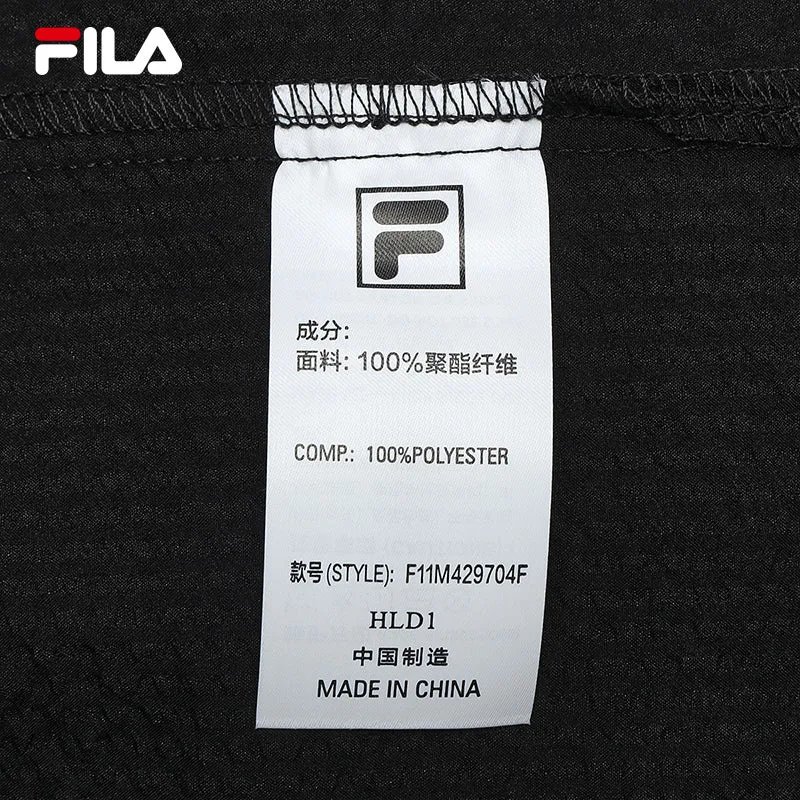 FILA
F
成分:
面料: 100%聚酯纤维
COMP.: 100%POLYESTER
款号(STYLE): F11M429704F
HLD1
中国制造
MADE IN CHINA